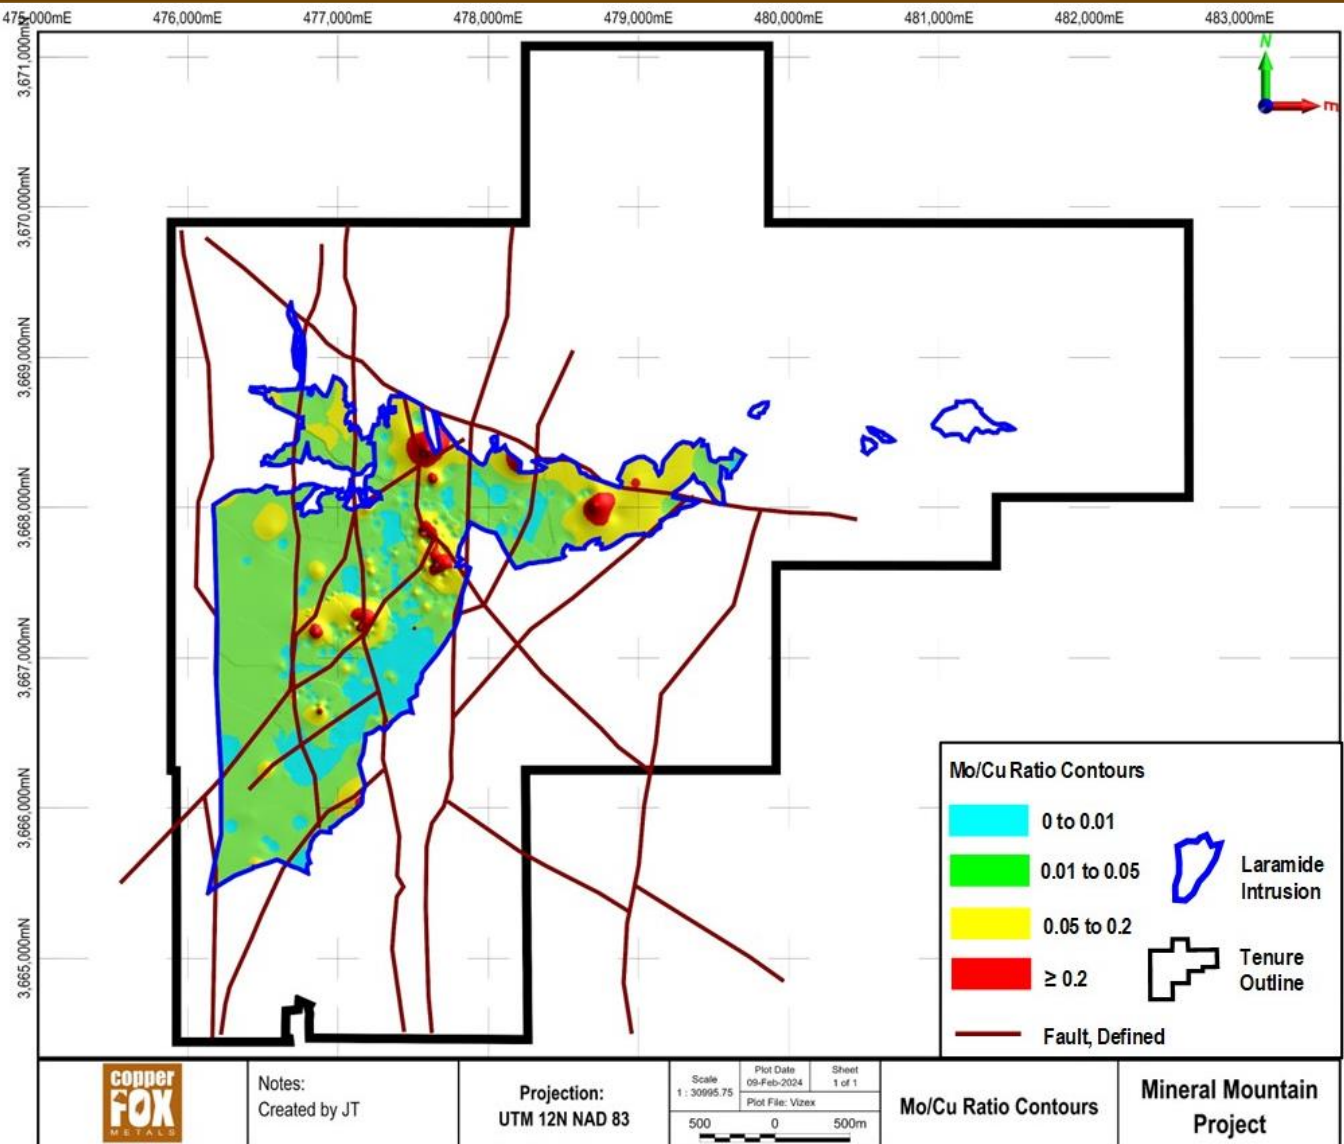 475,000mE 476,000mE 477,000mE 478,000mE 479,000mE 480,000mE 481,000mE 482,000mE 483,000mE
3,671,000mN
3,670,000mN
3,669,000mN
3,668,000mN
3,667,000mN
3,666,000mN
3,665,000mN
N
E
Mo/Cu Ratio Contours
0 to 0.01
0.01 to 0.05
0.05 to 0.2
≥ 0.2
Fault, Defined
Laramide
Intrusion
Tenure
Outline
copper
FOX
METALS
Notes:
Created by JT
Projection:
UTM 12N NAD 83
Scale
1 : 30995.75
Plot Date
09-Feb-2024
Sheet
1 of 1
Plot File: Vizex
500 0 500m
Mo/Cu Ratio Contours
Mineral Mountain
Project